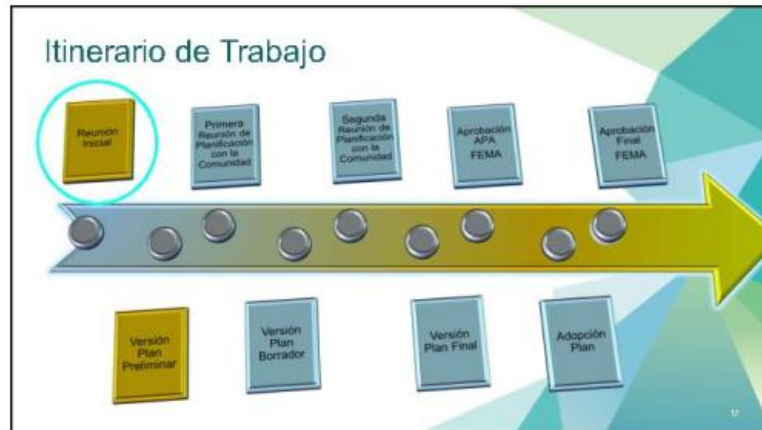 Itinerario de Trabajo
Reunión
Inicial
Primera
Reunión de
Planificación
con la
Comunidad
Segunda
Reunión de
Planificación
con la
Comunidad
Aprobación
APA
FEMA
Aprobación
Final
FEMA
Versión
Plan
Preliminar
Versión
Plan
Borrador
Versión
Plan Final
Adopción
Plan